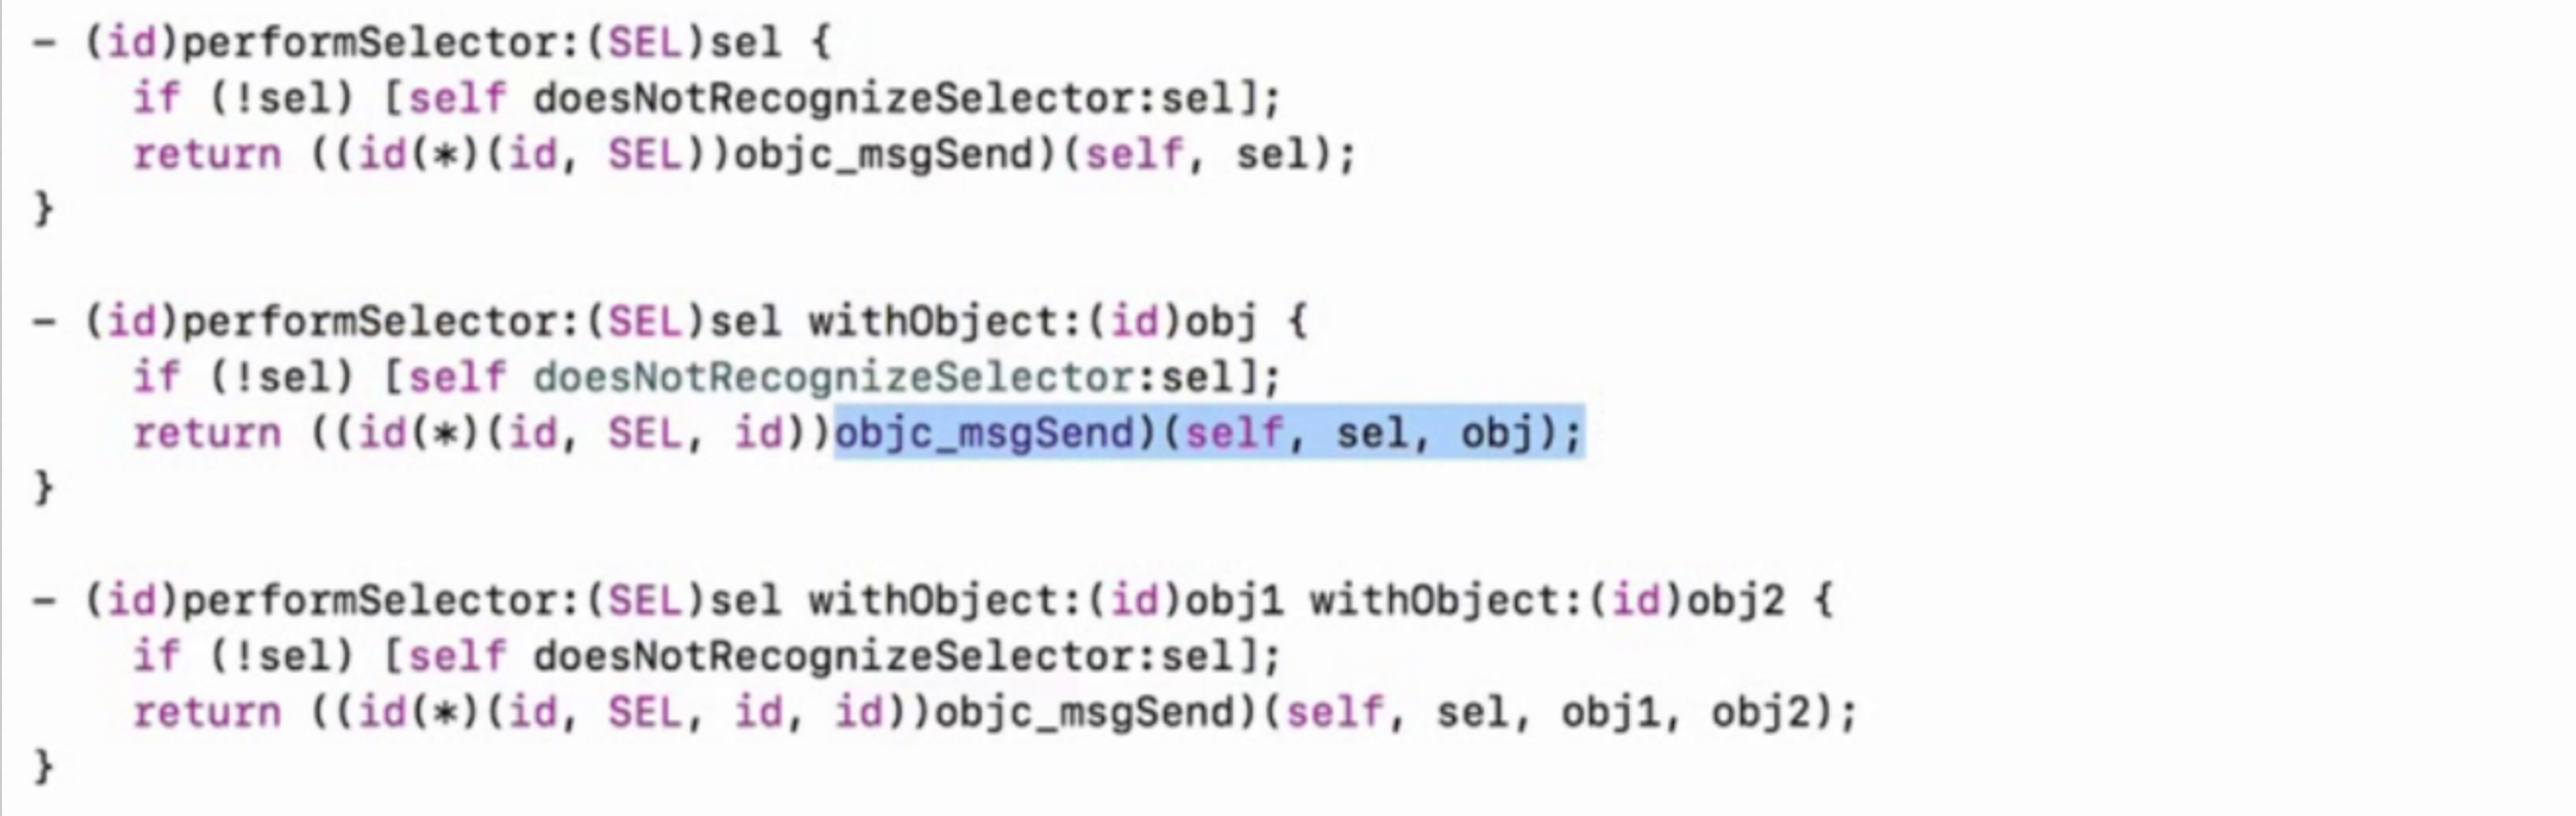 - (id)performSelector:(SEL)sel {
if (!sel) [self doesNotRecognizeSelector:sel];
return ((id(*)(id, SEL))objc_msgSend)(self, sel);
}
- (id)performSelector:(SEL)sel withObject:(id)obj {
if (!sel) [self doesNotRecognizeSelector:sel];
return ((id(*)(id, SEL, id))objc_msgSend)(self, sel, obj);
}
- (id)performSelector:(SEL)sel withObject:(id)obj1 withObject:(id)obj2 {
if (!sel) [self doesNotRecognizeSelector:sel];
return ((id(*)(id, SEL, id, id))objc_msgSend)(self, sel, obj1, obj2);
}